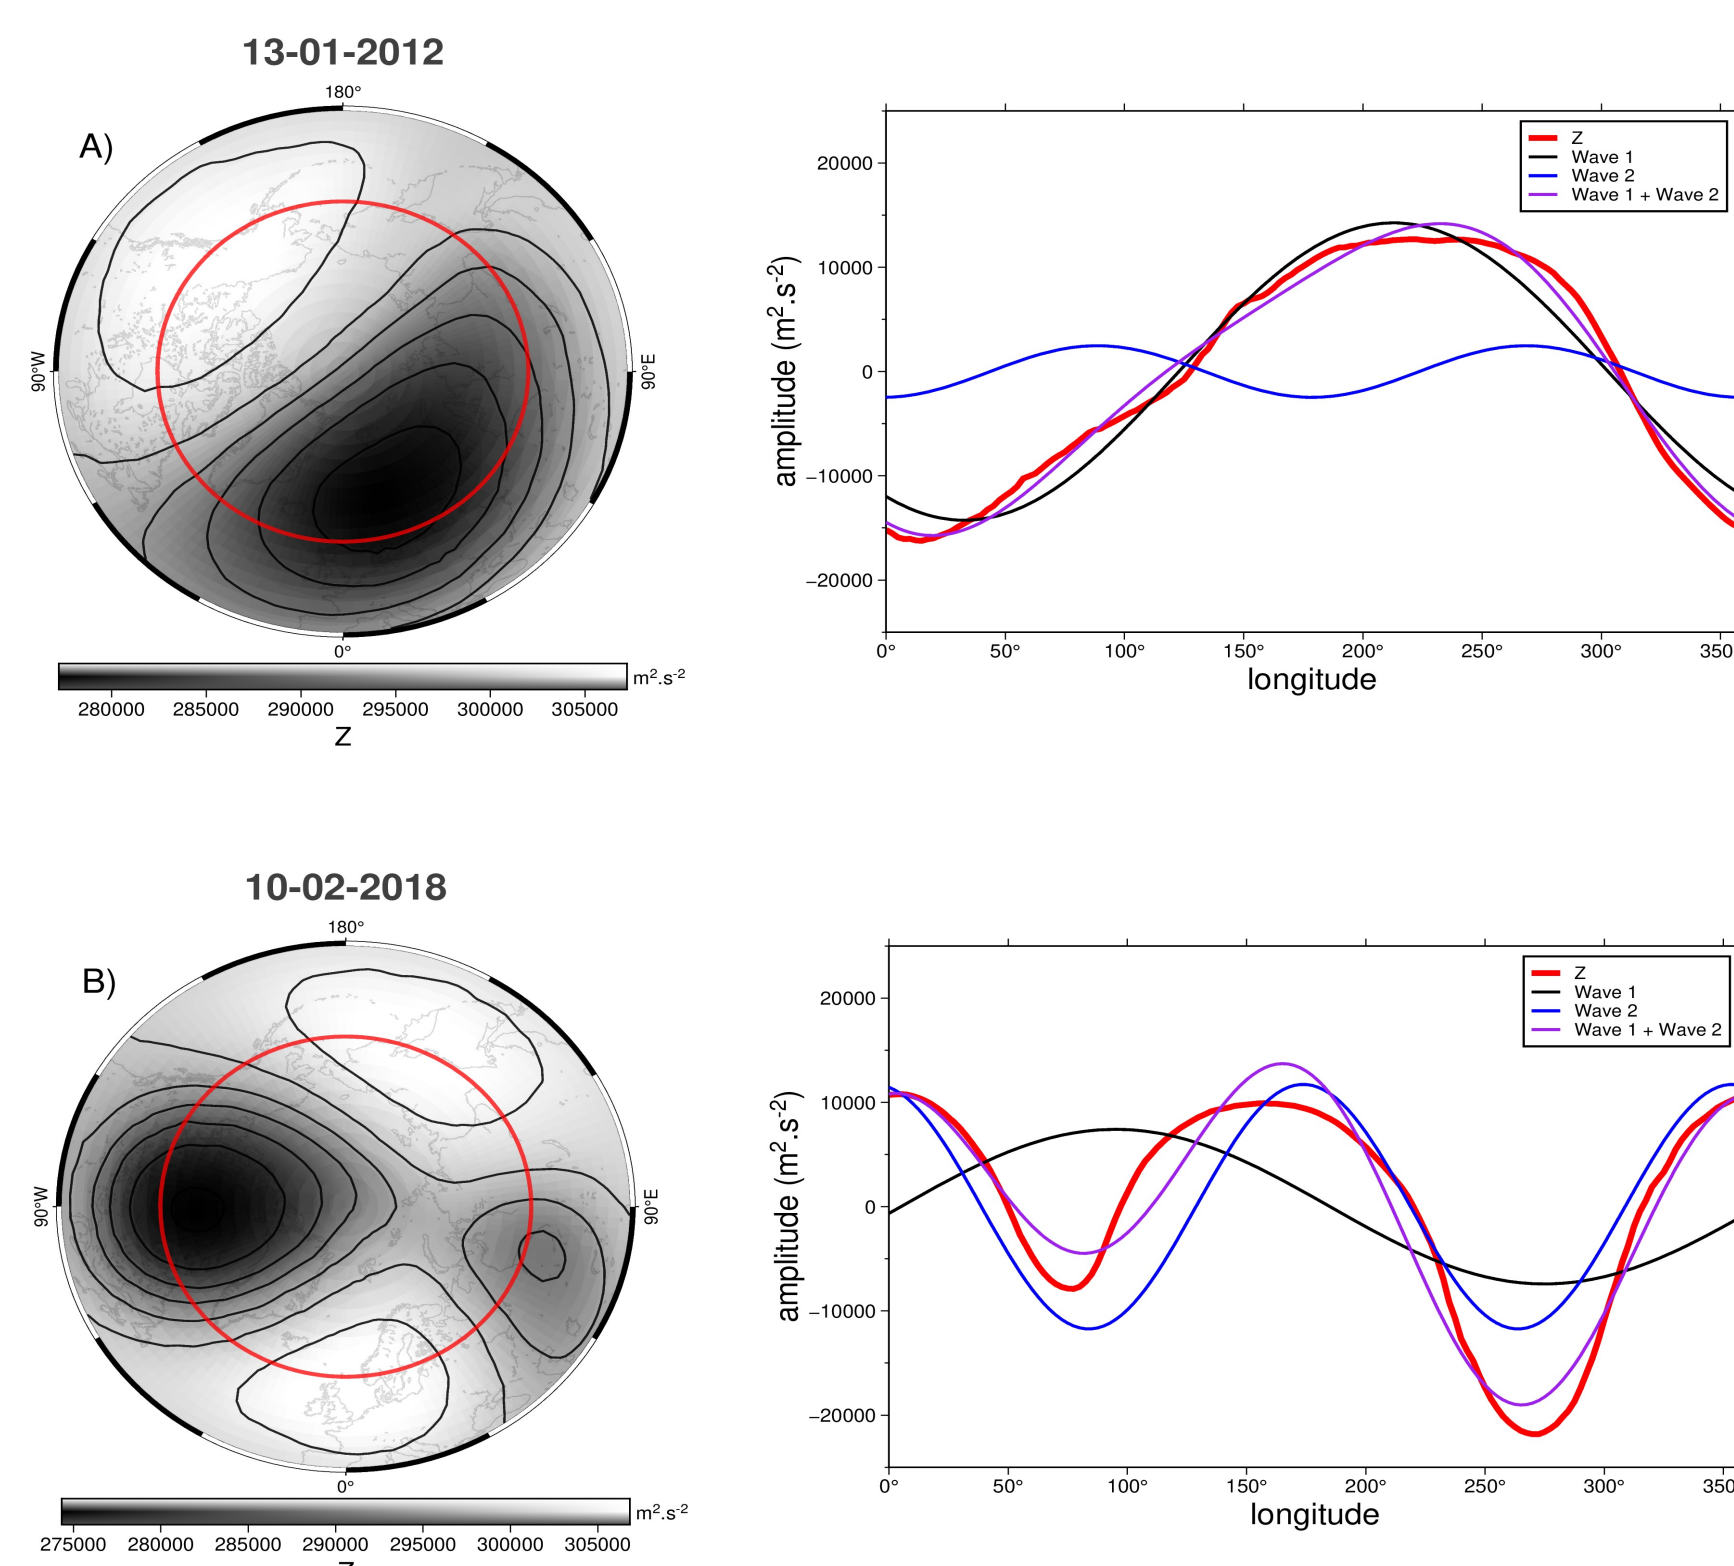 13-01-2012
180°
A)
90°W
90°E
0°
m².s⁻²
280000 285000 290000 295000 300000 305000
Z
20000
10000
0
−10000
−20000
amplitude (m².s⁻²)
Z
Wave 1
Wave 2
Wave 1 + Wave 2
0° 50° 100° 150° 200° 250° 300° 350
longitude
10-02-2018
180°
B)
90°W
90°E
0°
m².s⁻²
275000 280000 285000 290000 295000 300000 305000
20000
10000
0
−10000
−20000
amplitude (m².s⁻²)
Z
Wave 1
Wave 2
Wave 1 + Wave 2
0° 50° 100° 150° 200° 250° 300° 350
longitude